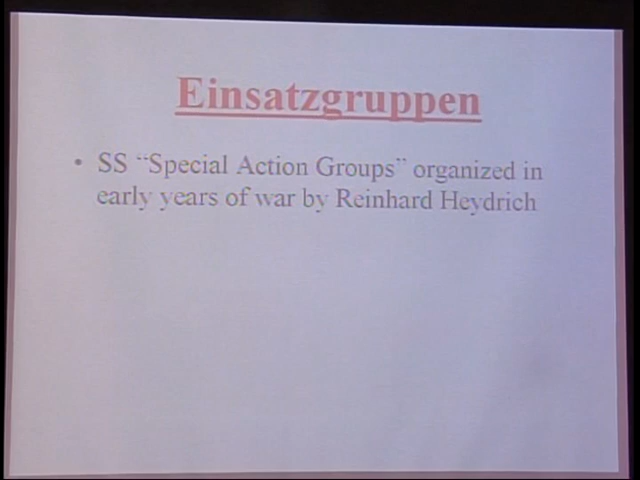 Einsatzgruppen
• SS "Special Action Groups" organized in
early years of war by Reinhard Heydrich